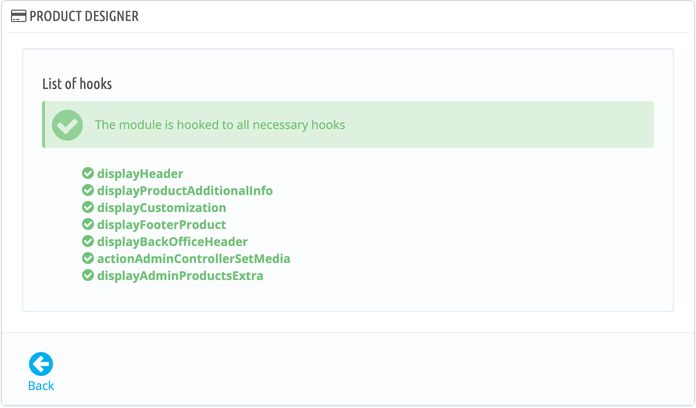 PRODUCT DESIGNER
List of hooks
The module is hooked to all necessary hooks
displayHeader
displayProductAdditionalInfo
displayCustomization
displayFooterProduct
displayBackOfficeHeader
actionAdminControllerSetMedia
displayAdminProductsExtra
Back